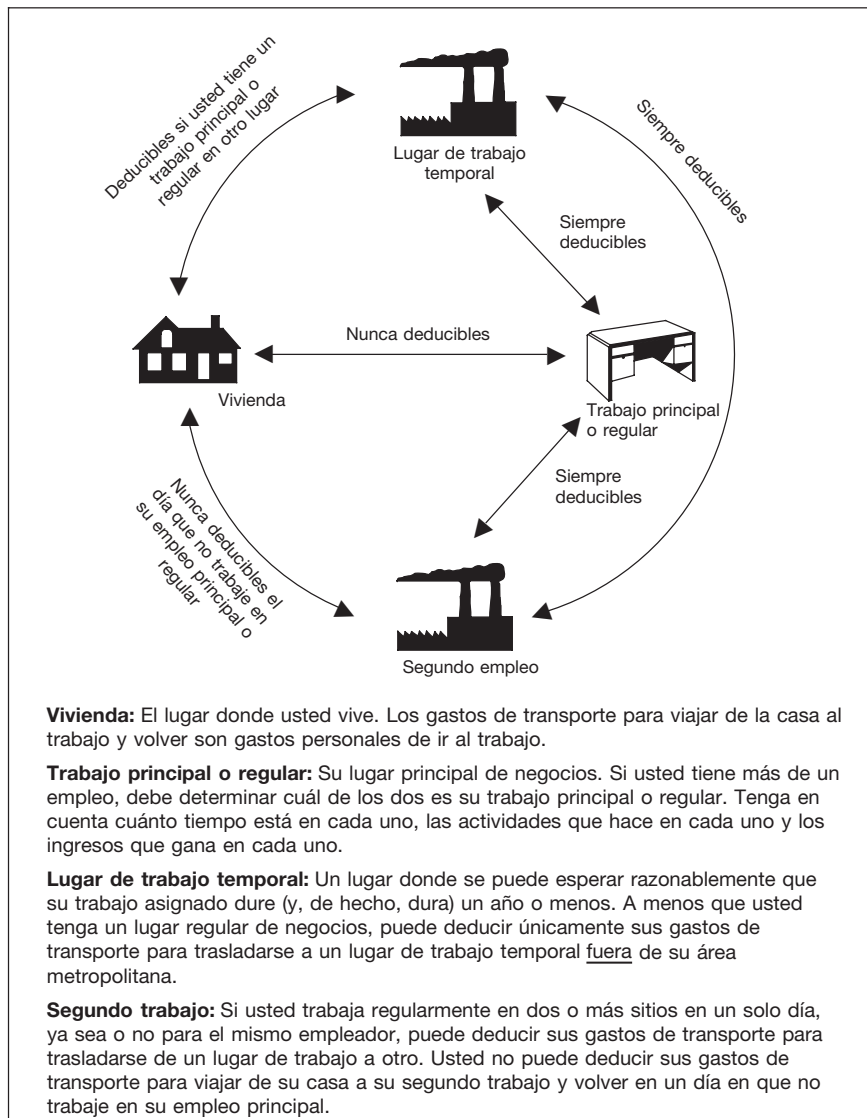 Deducibles si usted tiene un
trabajo principal o
regular en otro lugar
Lugar de trabajo
temporal
Siempre deducibles
Siempre
deducibles
Nunca deducibles
Vivienda
Trabajo principal
o regular
Nunca deducibles el
día que no trabaje en
su empleo principal o
regular
Siempre
deducibles
Segundo empleo
Vivienda: El lugar donde usted vive. Los gastos de transporte para viajar de la casa al
trabajo y volver son gastos personales de ir al trabajo.
Trabajo principal o regular: Su lugar principal de negocios. Si usted tiene más de un
empleo, debe determinar cuál de los dos es su trabajo principal o regular. Tenga en
cuenta cuánto tiempo está en cada uno, las actividades que hace en cada uno y los
ingresos que gana en cada uno.
Lugar de trabajo temporal: Un lugar donde se puede esperar razonablemente que
su trabajo asignado dure (y, de hecho, dura) un año o menos. A menos que usted
tenga un lugar regular de negocios, puede deducir únicamente sus gastos de
transporte para trasladarse a un lugar de trabajo temporal fuera de su área
metropolitana.
Segundo trabajo: Si usted trabaja regularmente en dos o más sitios en un solo día,
ya sea o no para el mismo empleador, puede deducir sus gastos de transporte para
trasladarse de un lugar de trabajo a otro. Usted no puede deducir sus gastos de
transporte para viajar de su casa a su segundo trabajo y volver en un día en que no
trabaje en su empleo principal.